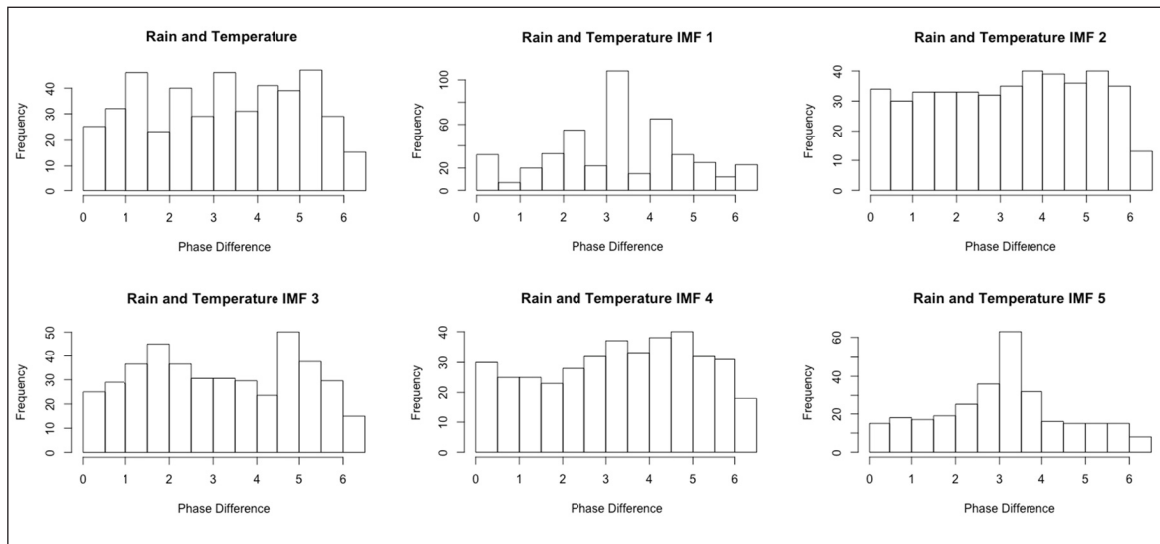 Rain and Temperature
Frequency
0 10 20 30 40
0 1 2 3 4 5 6
Phase Difference
Rain and Temperature IMF 1
Frequency
0 20 60 100
0 1 2 3 4 5 6
Phase Difference
Rain and Temperature IMF 2
Frequency
0 10 20 30 40
0 1 2 3 4 5 6
Phase Difference
Rain and Temperature IMF 3
Frequency
0 10 20 30 40 50
0 1 2 3 4 5 6
Phase Difference
Rain and Temperature IMF 4
Frequency
0 10 20 30 40
0 1 2 3 4 5 6
Phase Difference
Rain and Temperature IMF 5
Frequency
0 20 40 60
0 1 2 3 4 5 6
Phase Difference